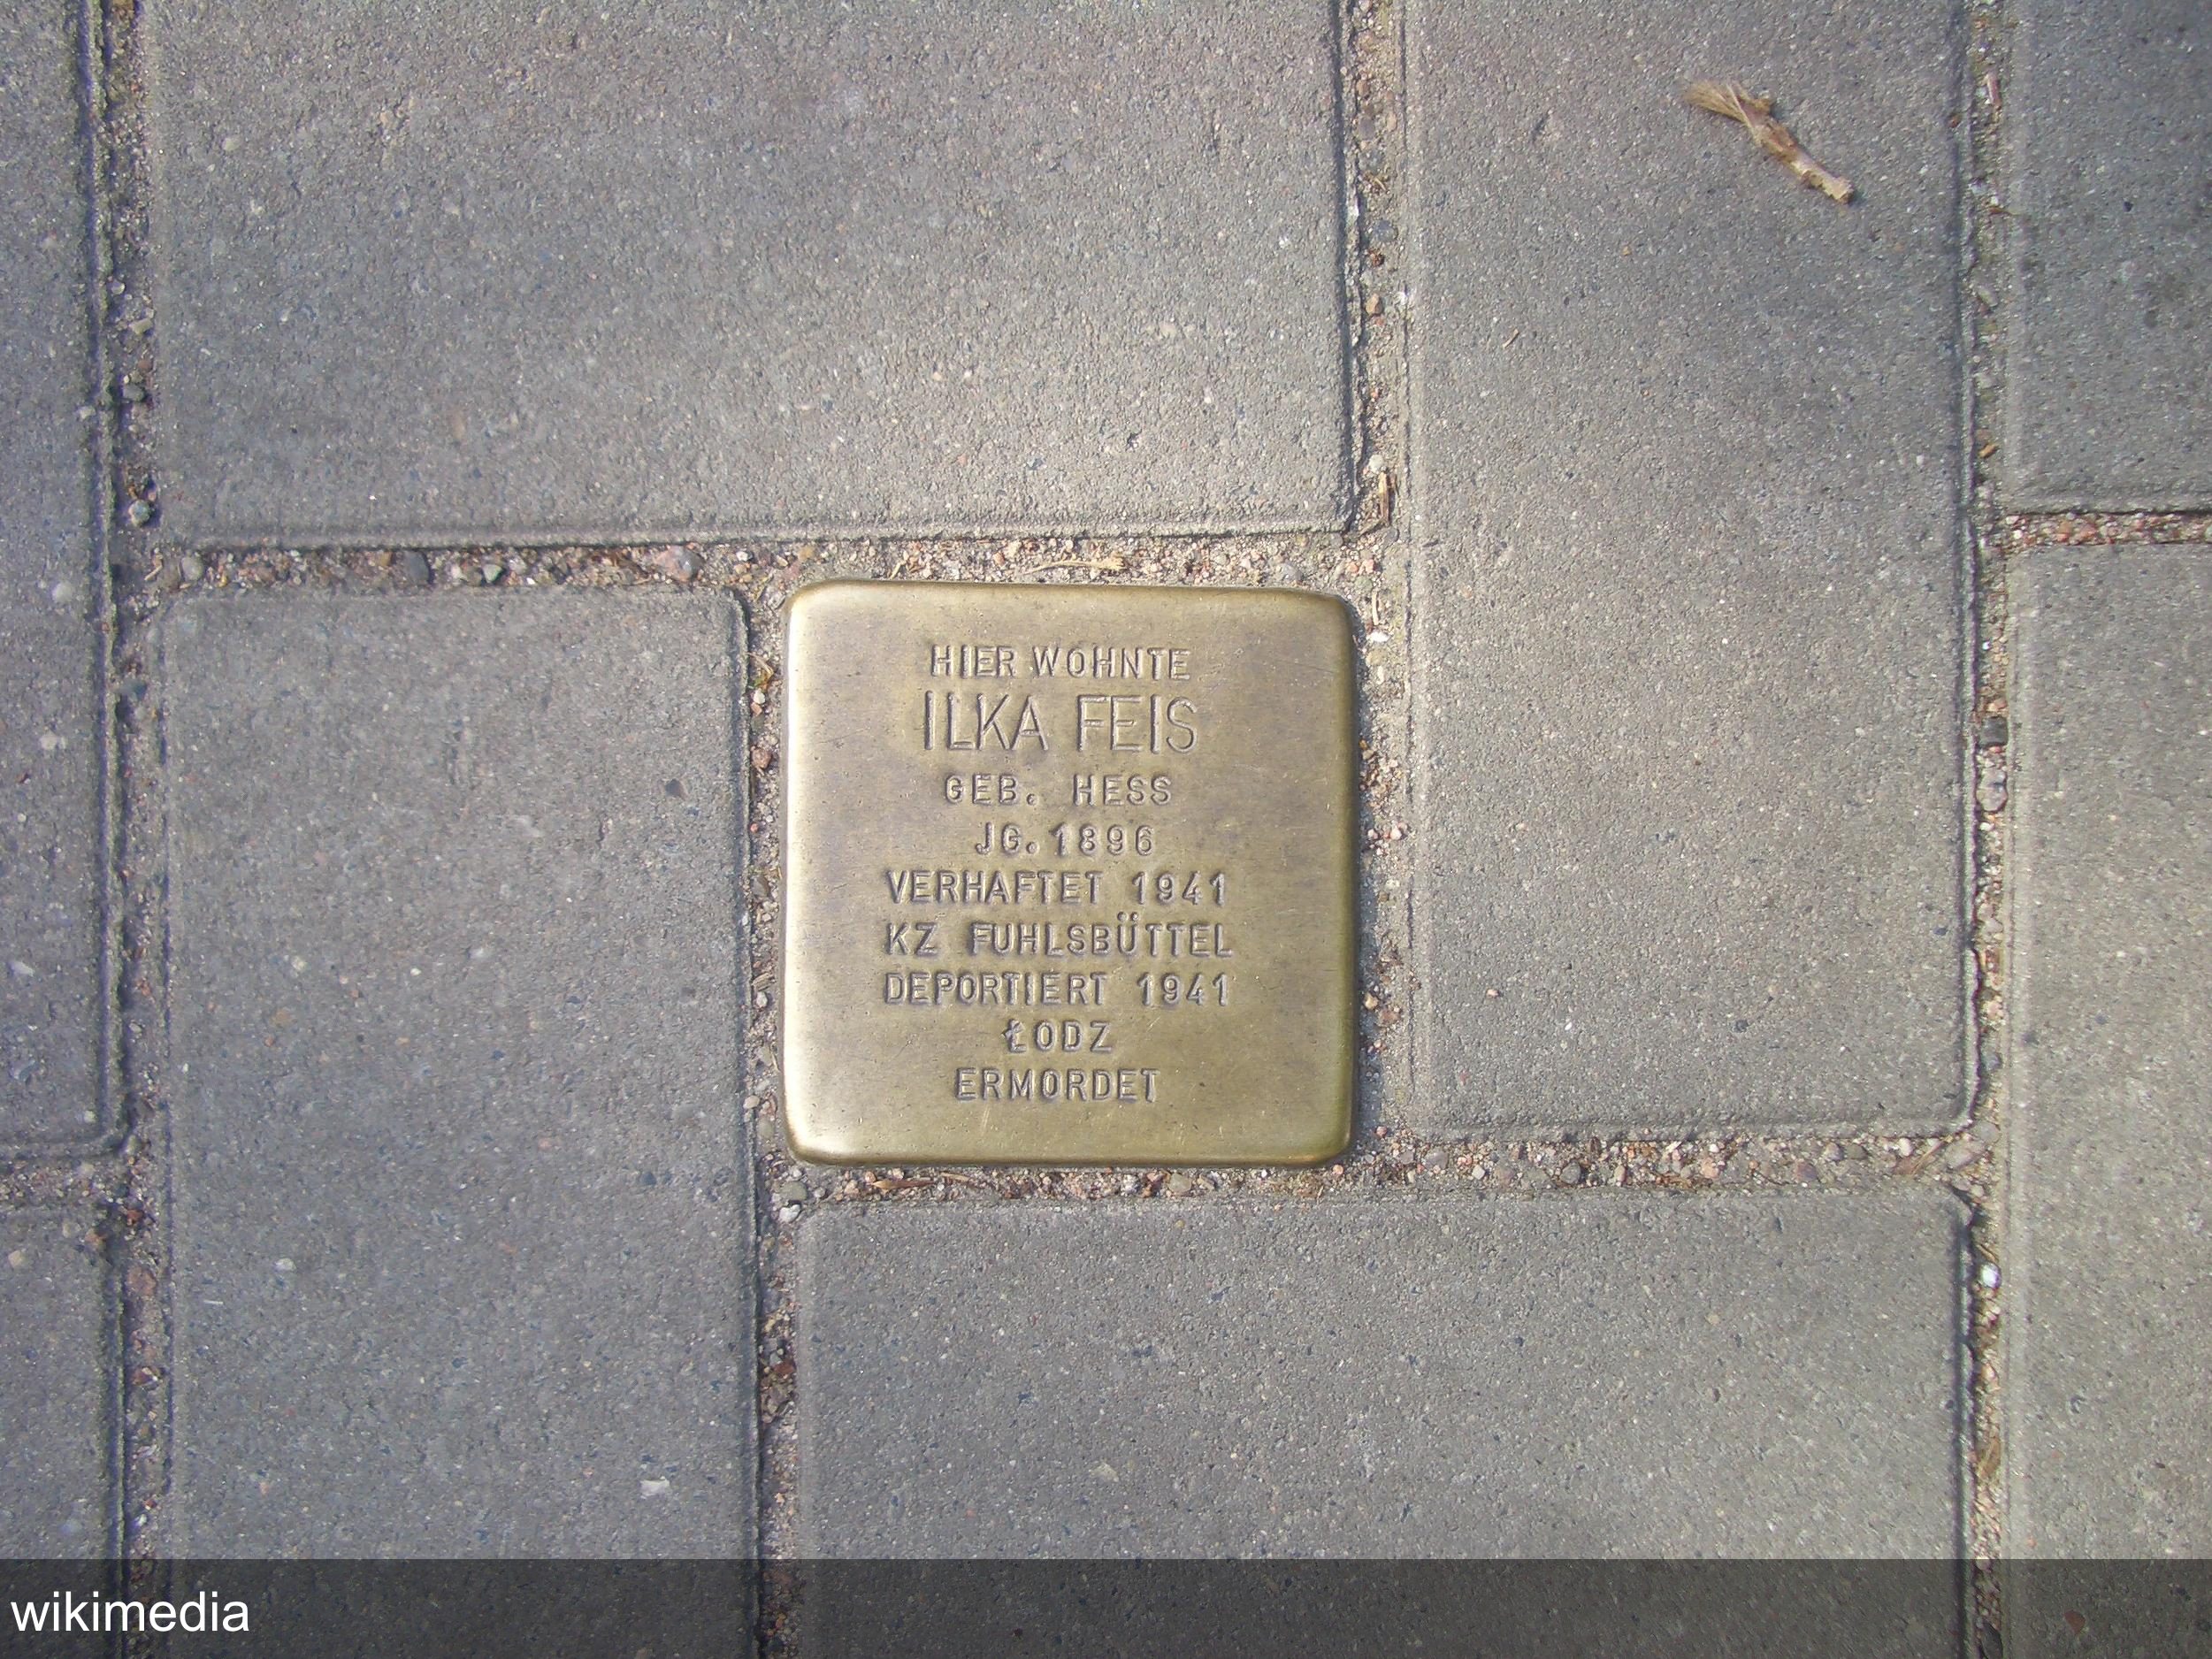 HIER WOHNTE
ILKA FEIS
GEB. HESS
JG. 1896
VERHAFTET 1941
KZ FUHLSBÜTTEL
DEPORTIERT 1941
ŁODZ
ERMORDET
wikimedia